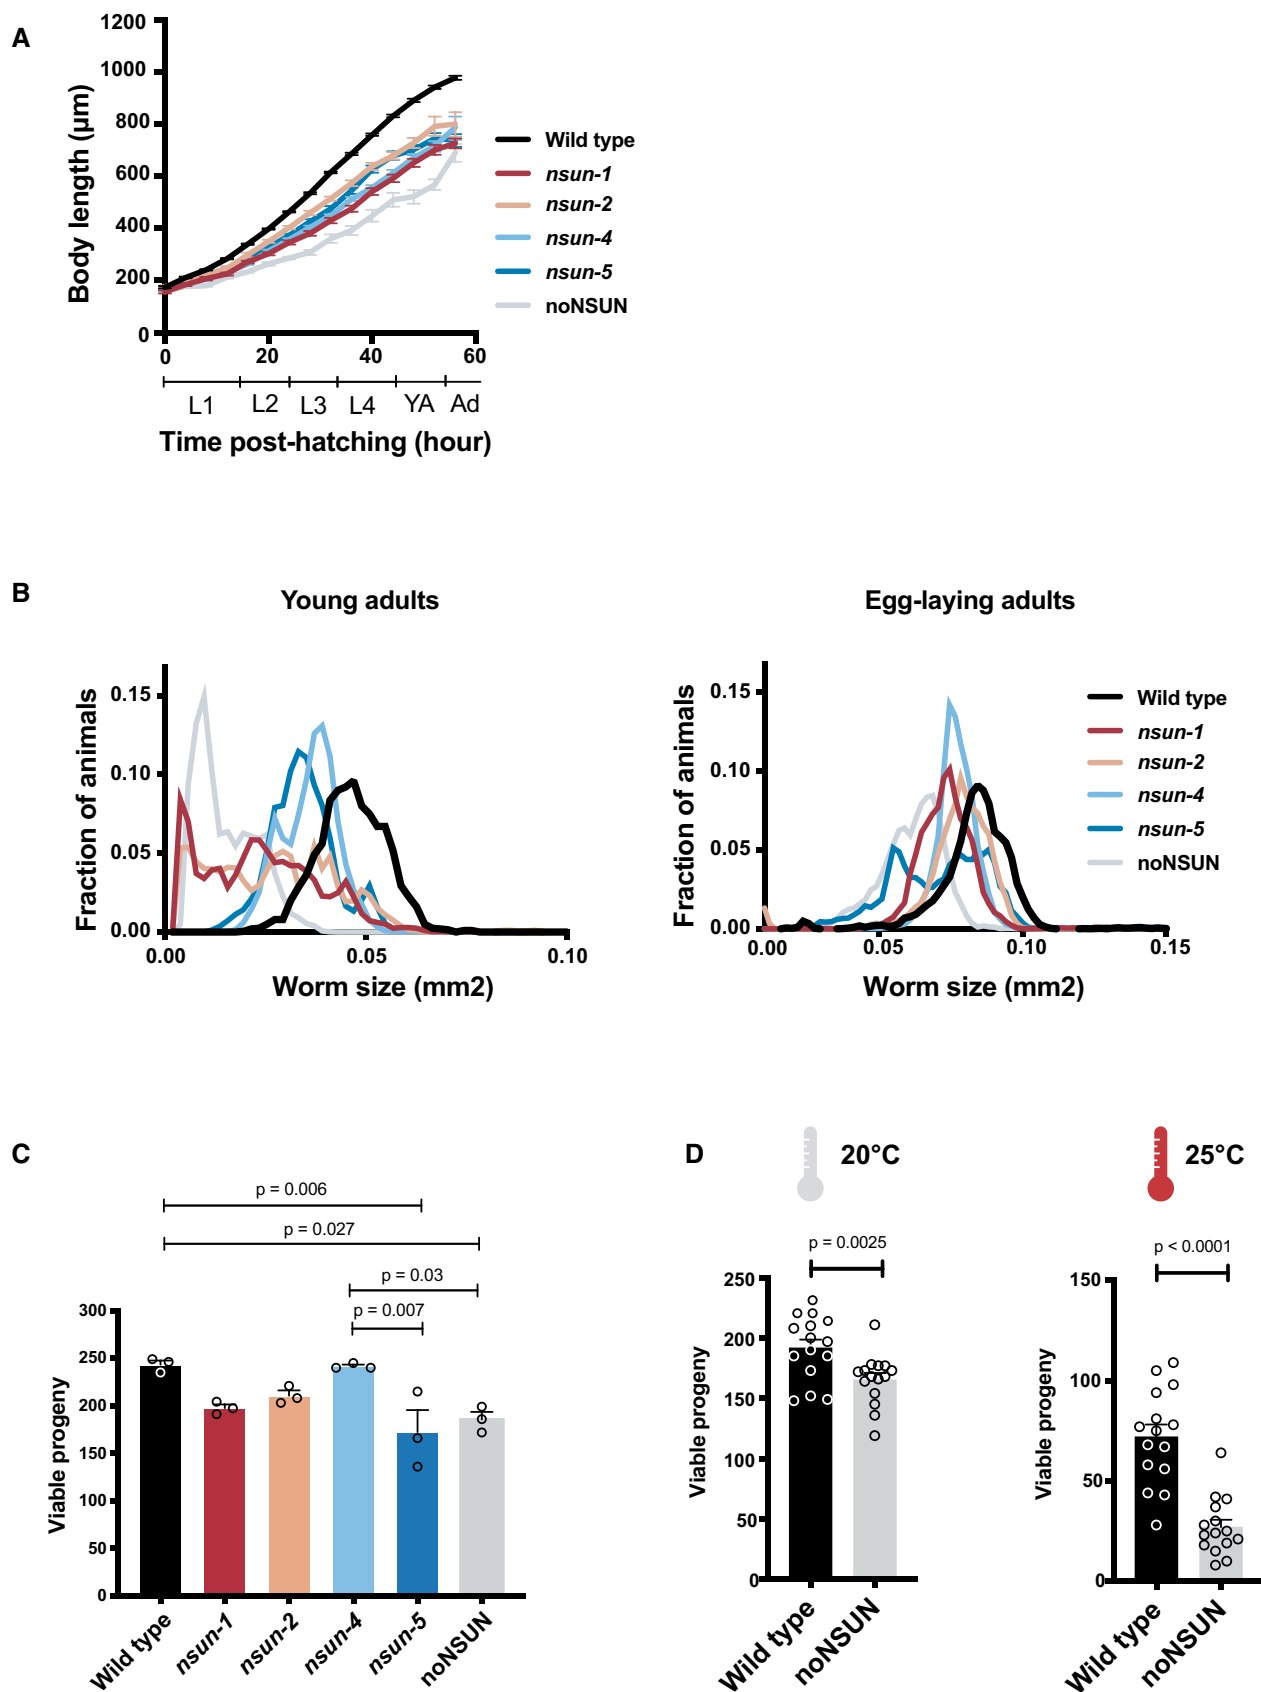 A
1200
1000
800
600
400
200
0
Body length (µm)
0 20 40 60
L1 L2 L3 L4 YA Ad
Time post-hatching (hour)
Wild type
nsun-1
nsun-2
nsun-4
nsun-5
noNSUN
B
Young adults
0.15
0.10
0.05
0.00
Fraction of animals
0.00 0.05 0.10
Worm size (mm2)
Egg-laying adults
0.15
0.10
0.05
0.00
Fraction of animals
0.00 0.05 0.10 0.15
Worm size (mm2)
Wild type
nsun-1
nsun-2
nsun-4
nsun-5
noNSUN
C
p = 0.006
p = 0.027
p = 0.03
p = 0.007
300
250
200
150
100
50
0
Viable progeny
Wild type
nsun-1
nsun-2
nsun-4
nsun-5
noNSUN
D
20°C
p = 0.0025
250
200
150
100
50
0
Viable progeny
Wild type
noNSUN
25°C
p < 0.0001
150
100
50
0
Viable progeny
Wild type
noNSUN